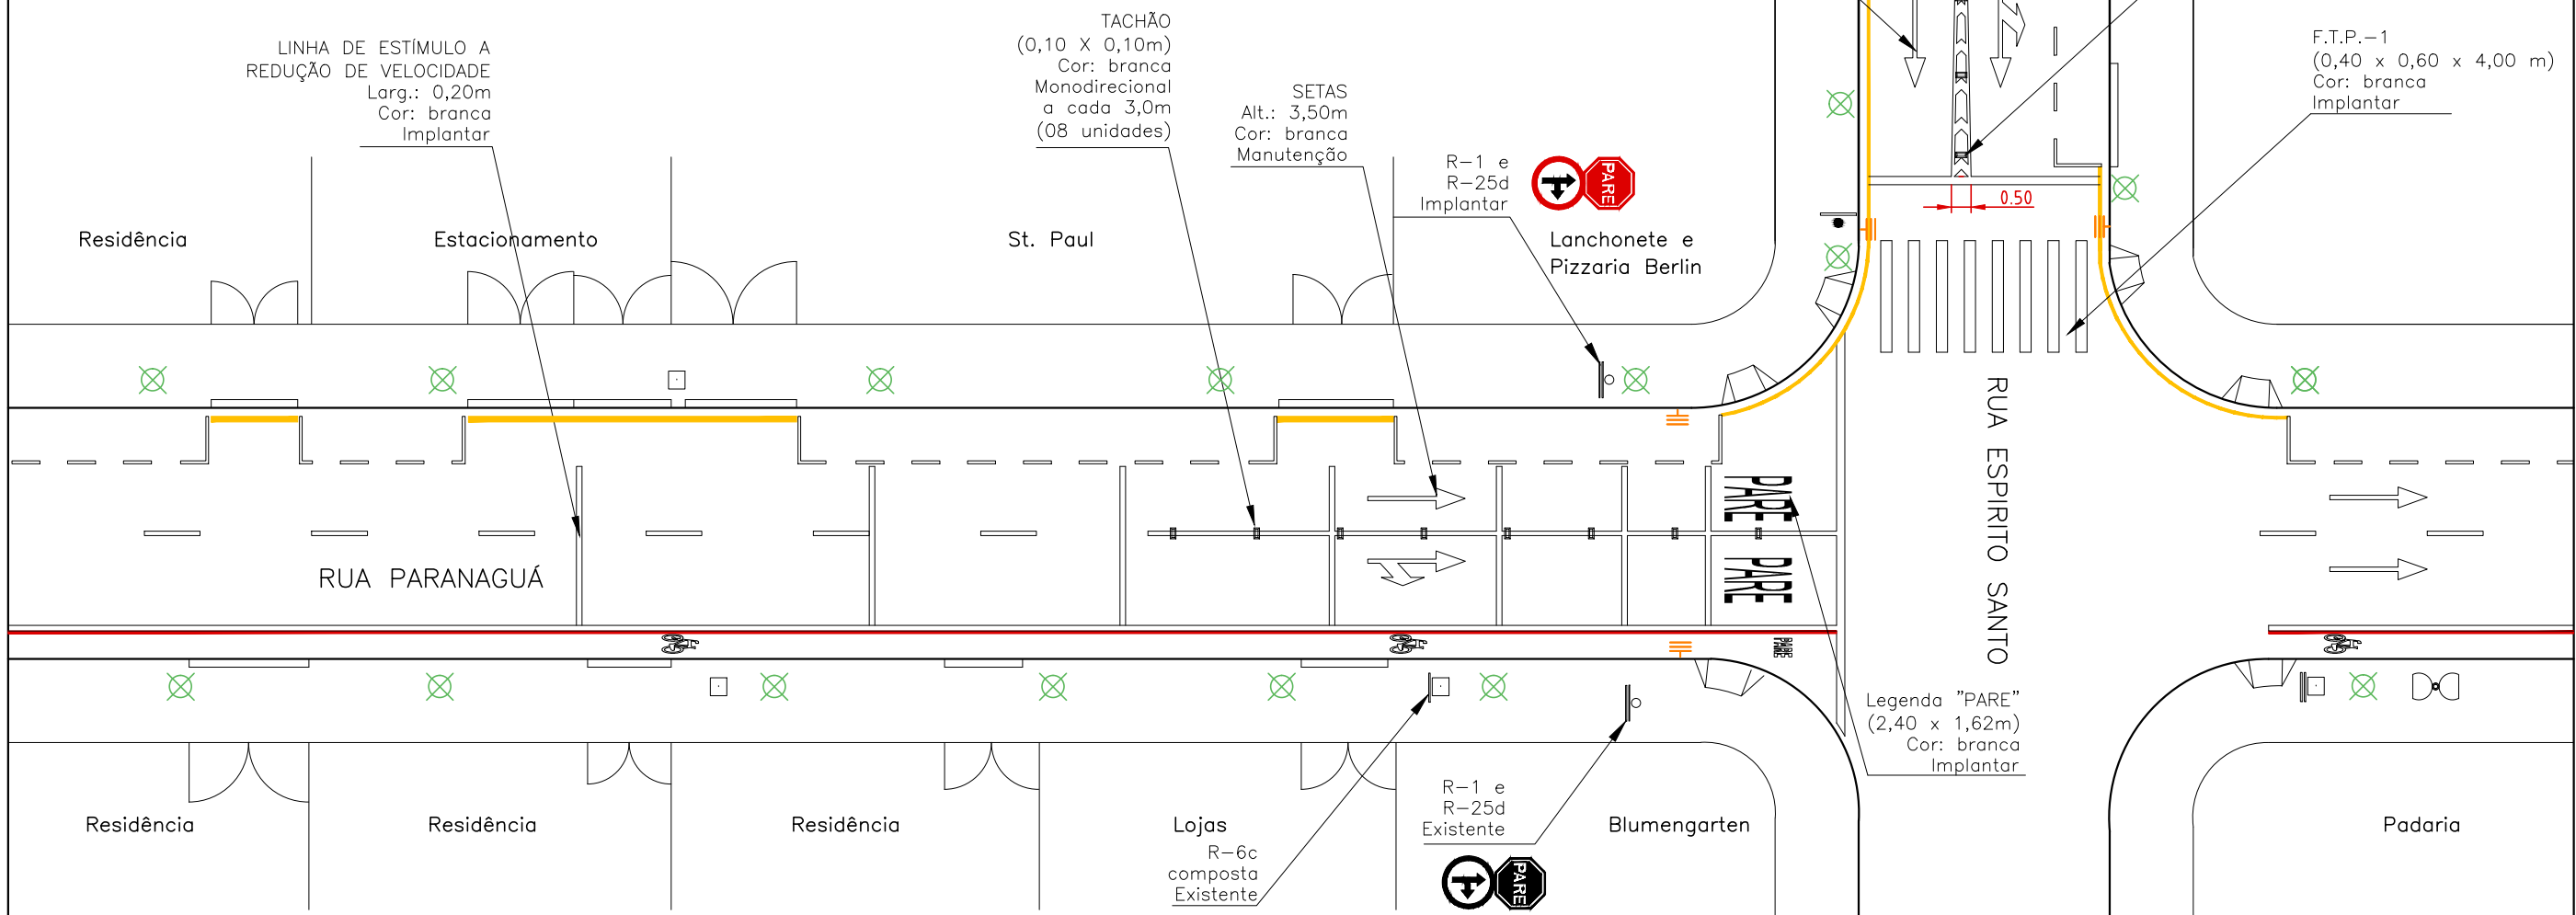 LINHA DE ESTÍMULO A
REDUÇÃO DE VELOCIDADE
Larg.: 0,20m
Cor: branca
Implantar
TACHÃO
(0,10 X 0,10m)
Cor: branca
Monodirecional
a cada 3,0m
(08 unidades)
SETAS
Alt.: 3,50m
Cor: branca
Manutenção
R-1 e
R-25d
Implantar
PARE
F.T.P.-1
(0,40 x 0,60 x 4,00 m)
Cor: branca
Implantar
0.50
Residência
Estacionamento
St. Paul
Lanchonete e
Pizzaria Berlin
RUA ESPIRITO SANTO
PARE
PARE
RUA PARANAGUÁ
PARE
Legenda "PARE"
(2,40 x 1,62m)
Cor: branca
Implantar
Residência
Residência
Residência
Lojas
R-6c
composta
Existente
R-1 e
R-25d
Existente
PARE
Blumengarten
Padaria